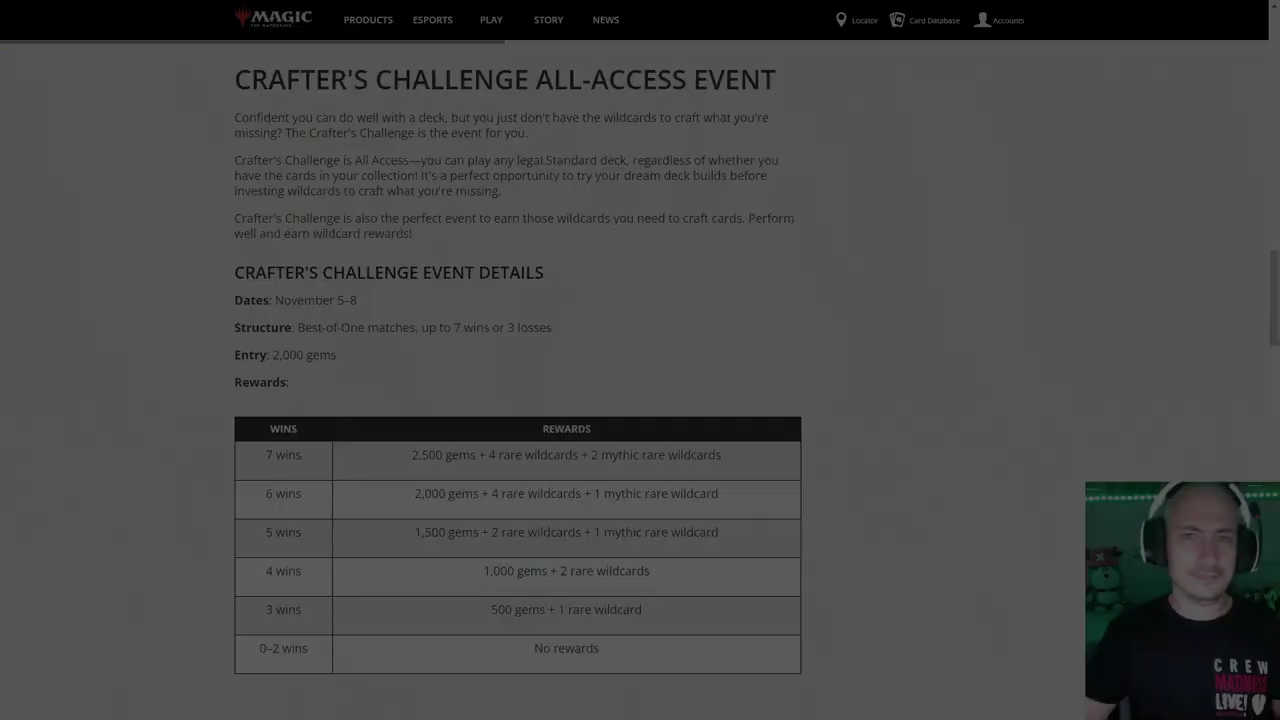 MAGIC
THE GATHERING
PRODUCTS
ESPORTS
PLAY
STORY
NEWS
Locator
Card Database
Accounts
CRAFTER'S CHALLENGE ALL-ACCESS EVENT
Confident you can do well with a deck, but you just don't have the wildcards to craft what you're
missing? The Crafter's Challenge is the event for you.
Crafter's Challenge is All Access—you can play any legal Standard deck, regardless of whether you
have the cards in your collection! It's a perfect opportunity to try your dream deck builds before
investing wildcards to craft what you're missing.
Crafter's Challenge is also the perfect event to earn those wildcards you need to craft cards. Perform
well and earn wildcard rewards!
CRAFTER'S CHALLENGE EVENT DETAILS
Dates: November 5–8
Structure: Best-of-One matches, up to 7 wins or 3 losses
Entry: 2,000 gems
Rewards:
WINS REWARDS
7 wins 2,500 gems + 4 rare wildcards + 2 mythic rare wildcards
6 wins 2,000 gems + 4 rare wildcards + 1 mythic rare wildcard
5 wins 1,500 gems + 2 rare wildcards + 1 mythic rare wildcard
4 wins 1,000 gems + 2 rare wildcards
3 wins 500 gems + 1 rare wildcard
0–2 wins No rewards
CREW
MADNESS
LIVE!